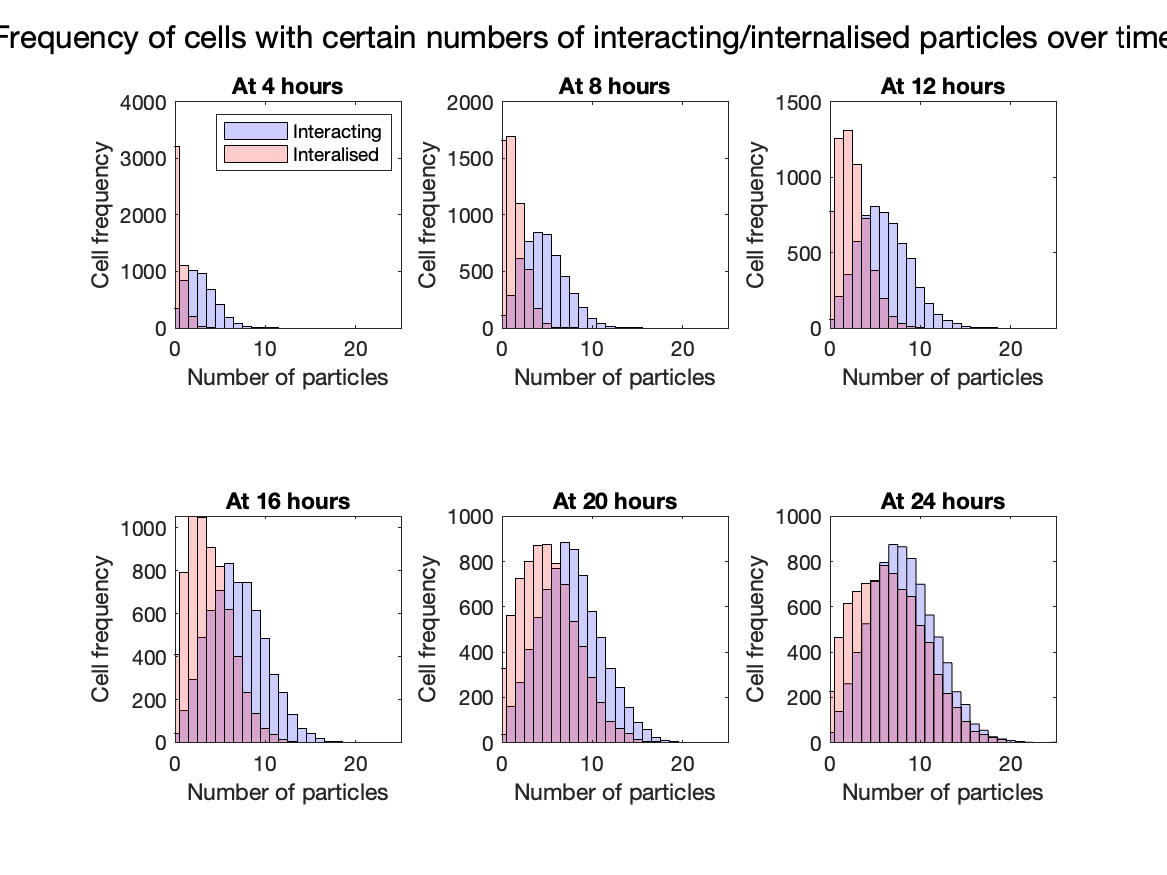 Frequency of cells with certain numbers of interacting/internalised particles over time
At 4 hours
4000
3000
2000
1000
0
0 10 20
Cell frequency
Number of particles
Interacting
Interalised
At 8 hours
2000
1500
1000
500
0
0 10 20
Cell frequency
Number of particles
At 12 hours
1500
1000
500
0
0 10 20
Cell frequency
Number of particles
At 16 hours
1000
800
600
400
200
0
0 10 20
Cell frequency
Number of particles
At 20 hours
1000
800
600
400
200
0
0 10 20
Cell frequency
Number of particles
At 24 hours
1000
800
600
400
200
0
0 10 20
Cell frequency
Number of particles